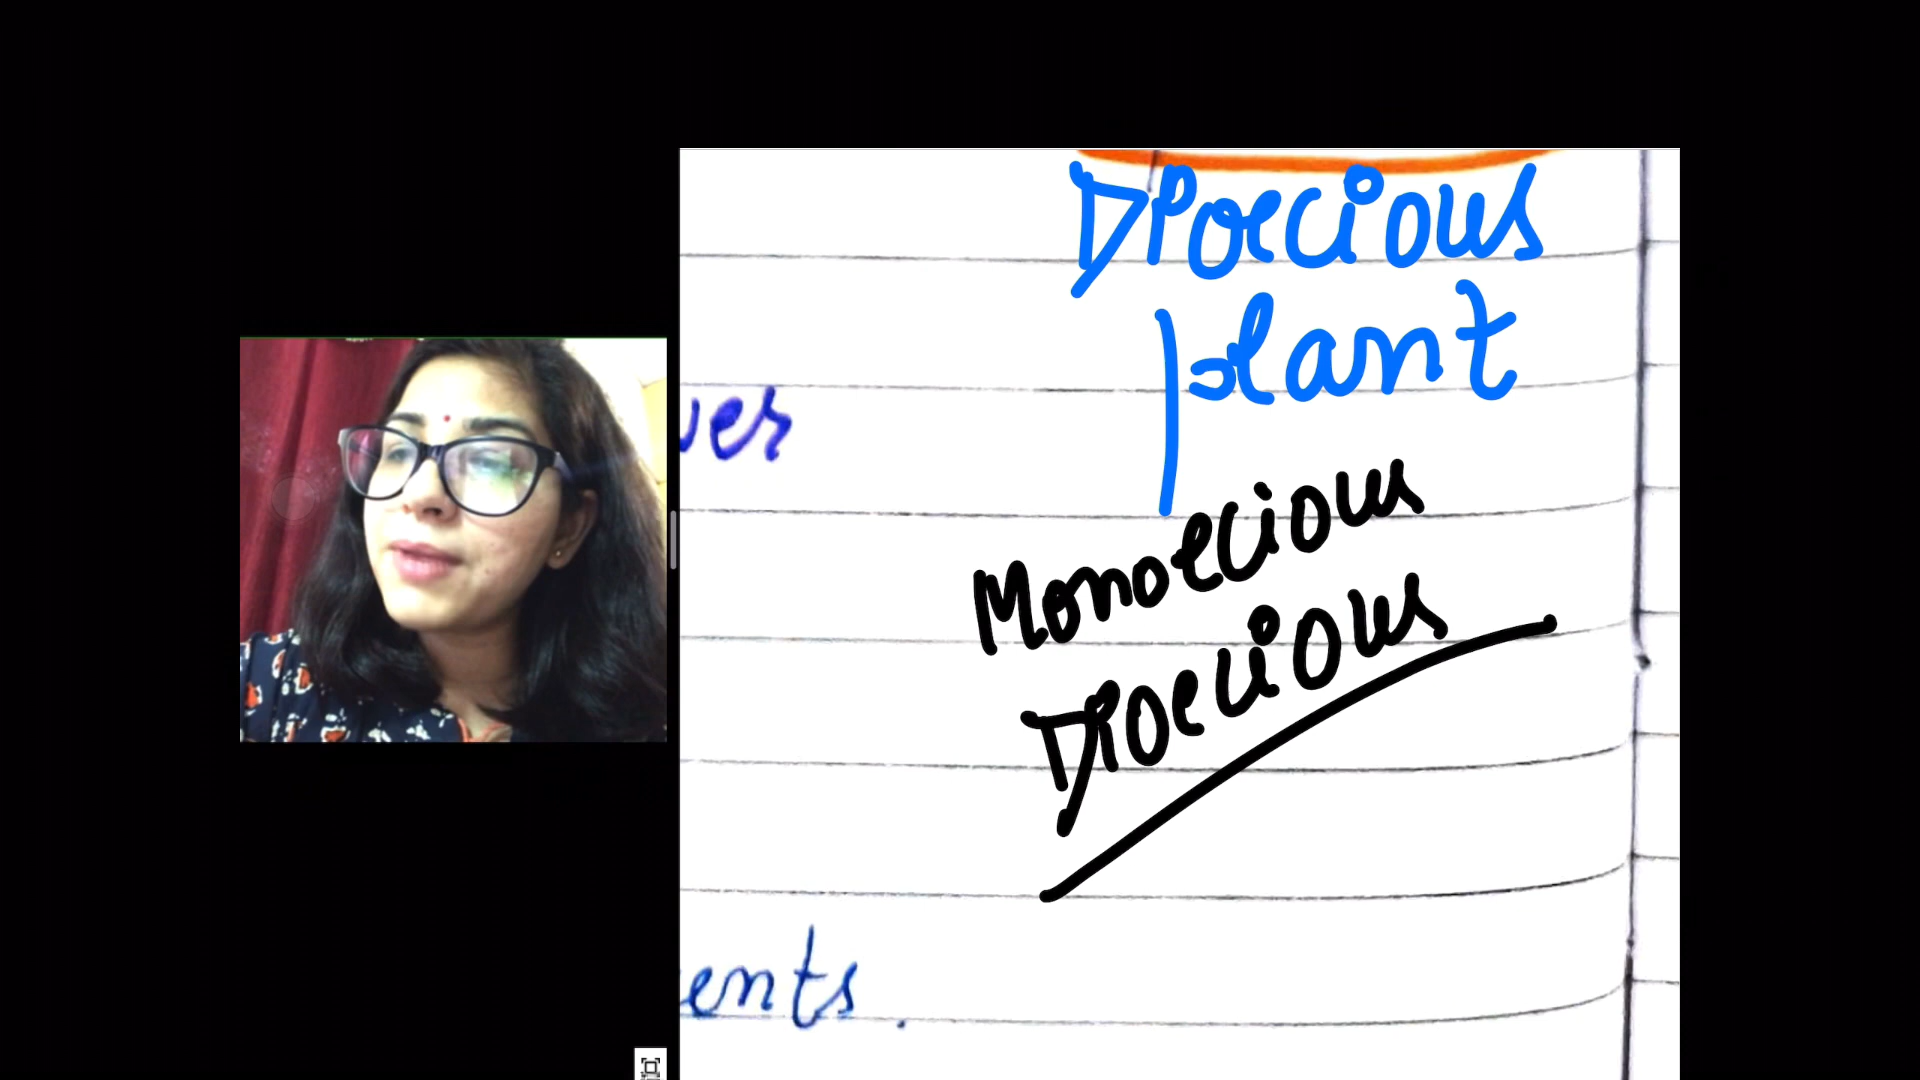 Dioecious
plant
ver
Monoecious
Dioecious
ents.